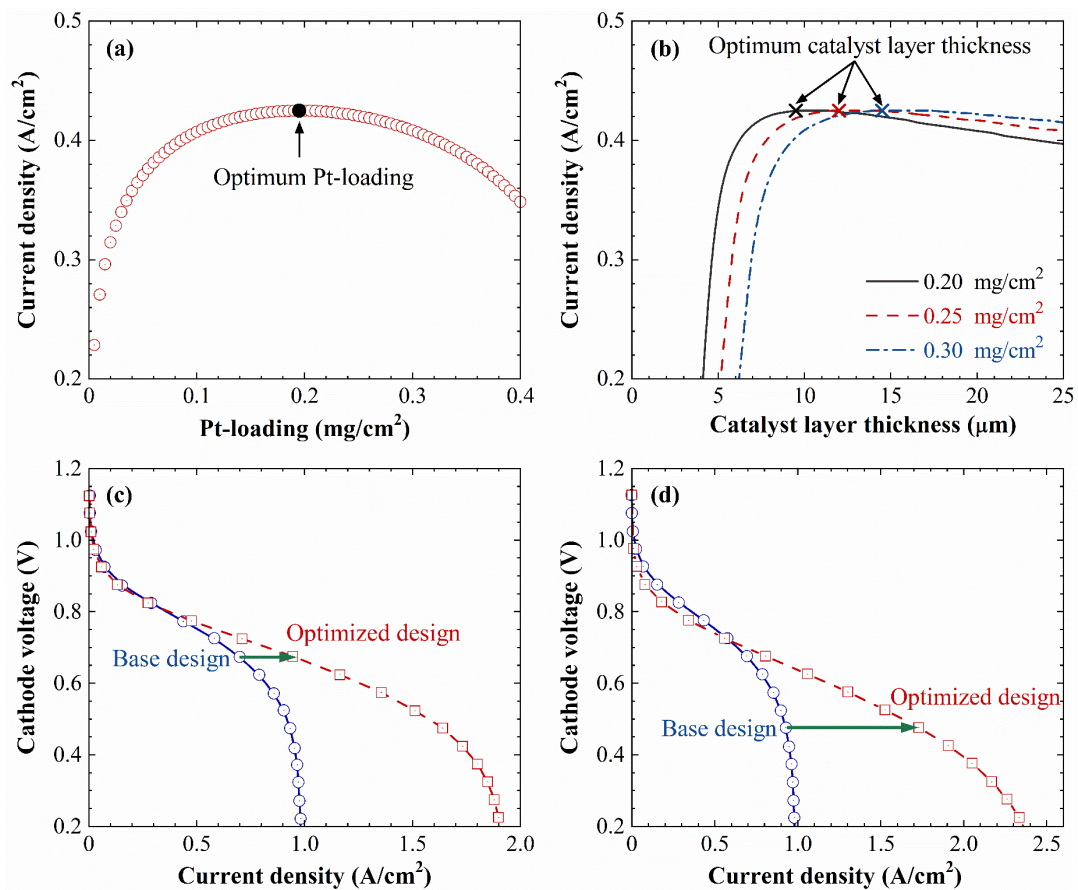 (a)
Current density (A/cm²)
0.5
0.4
0.3
0.2
Optimum Pt-loading
0 0.1 0.2 0.3 0.4
Pt-loading (mg/cm²)
(b)
Optimum catalyst layer thickness
Current density (A/cm²)
0.5
0.4
0.3
0.2
0.20 mg/cm²
0.25 mg/cm²
0.30 mg/cm²
0 5 10 15 20 25
Catalyst layer thickness (μm)
(c)
Cathode voltage (V)
1.2
1.0
0.8
0.6
0.4
0.2
Optimized design
Base design
0 0.5 1.0 1.5 2.0
Current density (A/cm²)
(d)
Cathode voltage (V)
1.2
1.0
0.8
0.6
0.4
0.2
Optimized design
Base design
0 0.5 1.0 1.5 2.0 2.5
Current density (A/cm²)